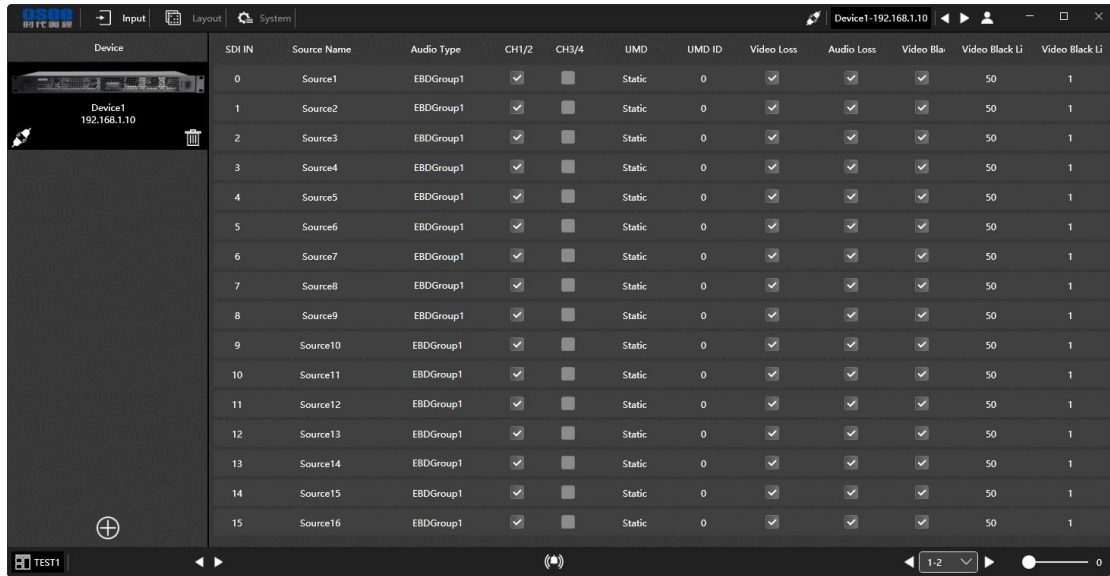 时代奥视 Input Layout System Device1-192.168.1.10
Device SDI IN Source Name Audio Type CH1/2 CH3/4 UMD UMD ID Video Loss Audio Loss Video Bla Video Black Li Video Black Li
Device1
192.168.1.10
0 Source1 EBDGroup1 Static 0 50 1
1 Source2 EBDGroup1 Static 0 50 1
2 Source3 EBDGroup1 Static 0 50 1
3 Source4 EBDGroup1 Static 0 50 1
4 Source5 EBDGroup1 Static 0 50 1
5 Source6 EBDGroup1 Static 0 50 1
6 Source7 EBDGroup1 Static 0 50 1
7 Source8 EBDGroup1 Static 0 50 1
8 Source9 EBDGroup1 Static 0 50 1
9 Source10 EBDGroup1 Static 0 50 1
10 Source11 EBDGroup1 Static 0 50 1
11 Source12 EBDGroup1 Static 0 50 1
12 Source13 EBDGroup1 Static 0 50 1
13 Source14 EBDGroup1 Static 0 50 1
14 Source15 EBDGroup1 Static 0 50 1
15 Source16 EBDGroup1 Static 0 50 1
TEST1 1-2 0